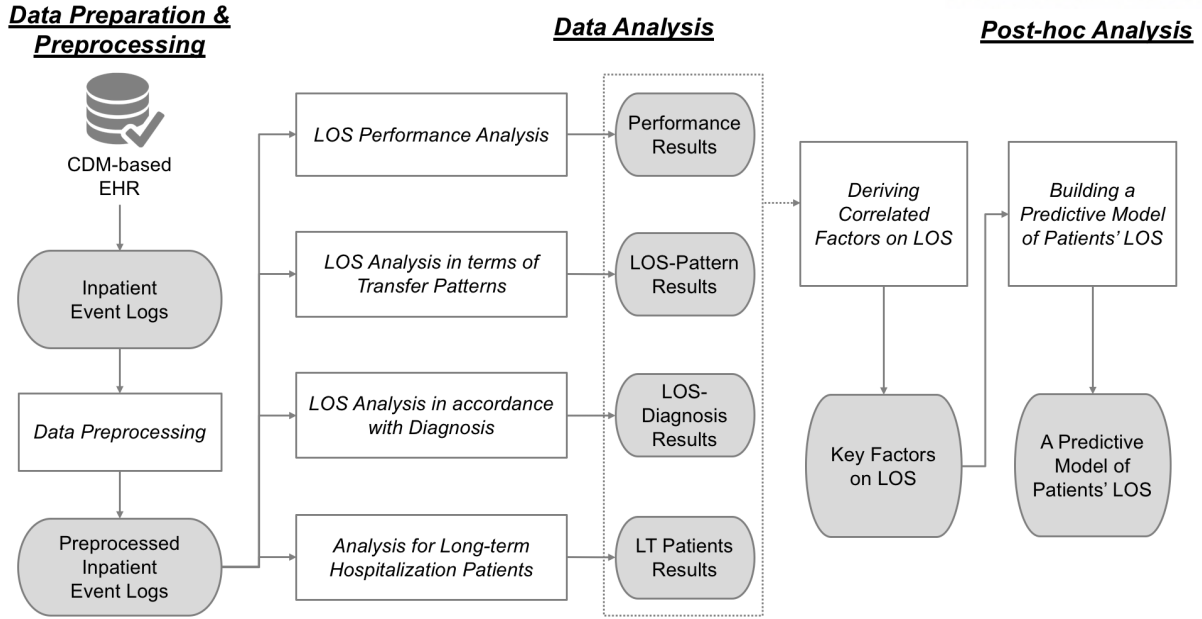 Data Preparation &
Preprocessing
CDM-based
EHR
Inpatient
Event Logs
Data Preprocessing
Preprocessed
Inpatient
Event Logs
Data Analysis
LOS Performance Analysis
Performance
Results
LOS Analysis in terms of
Transfer Patterns
LOS-Pattern
Results
LOS Analysis in accordance
with Diagnosis
LOS-
Diagnosis
Results
Analysis for Long-term
Hospitalization Patients
LT Patients
Results
Deriving
Correlated
Factors on LOS
Key Factors
on LOS
Post-hoc Analysis
Building a
Predictive Model
of Patients’ LOS
A Predictive
Model of
Patients’ LOS